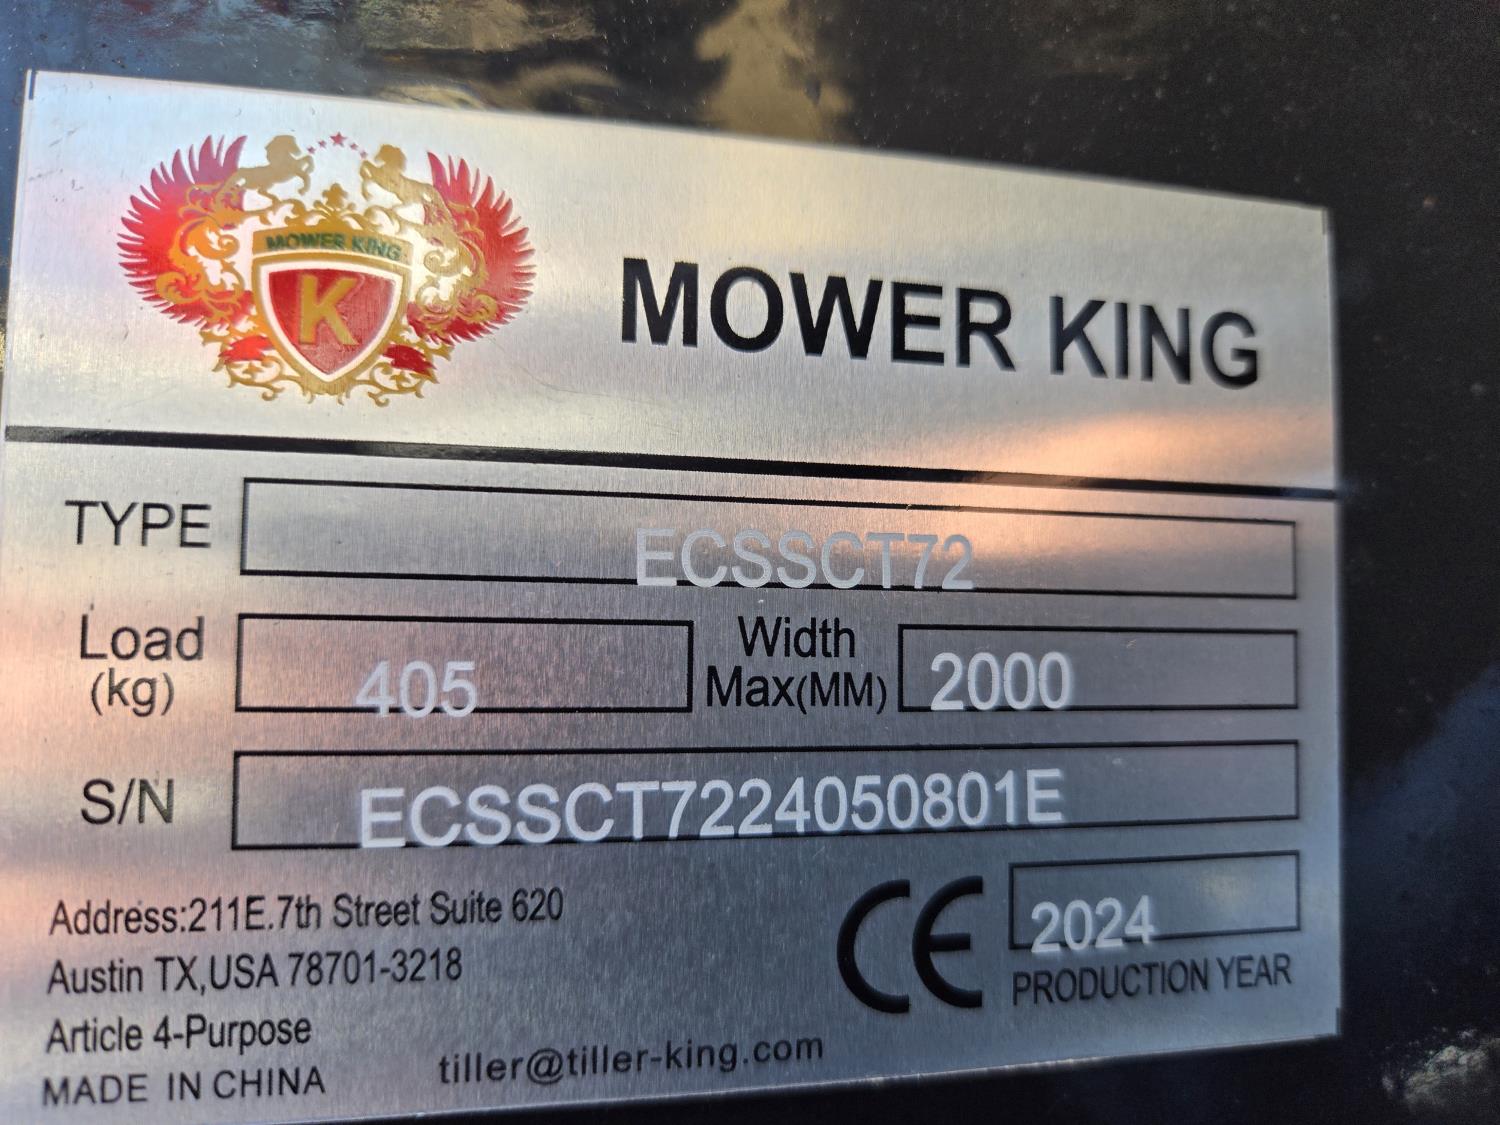 MOWER KING
K
MOWER KING
TYPE ECSSCT72
Load (kg) 405 Width Max(MM) 2000
S/N ECSSCT7224050801E
Address:211E.7th Street Suite 620
Austin TX,USA 78701-3218
Article 4-Purpose
MADE IN CHINA
tiller@tiller-king.com
CE 2024
PRODUCTION YEAR